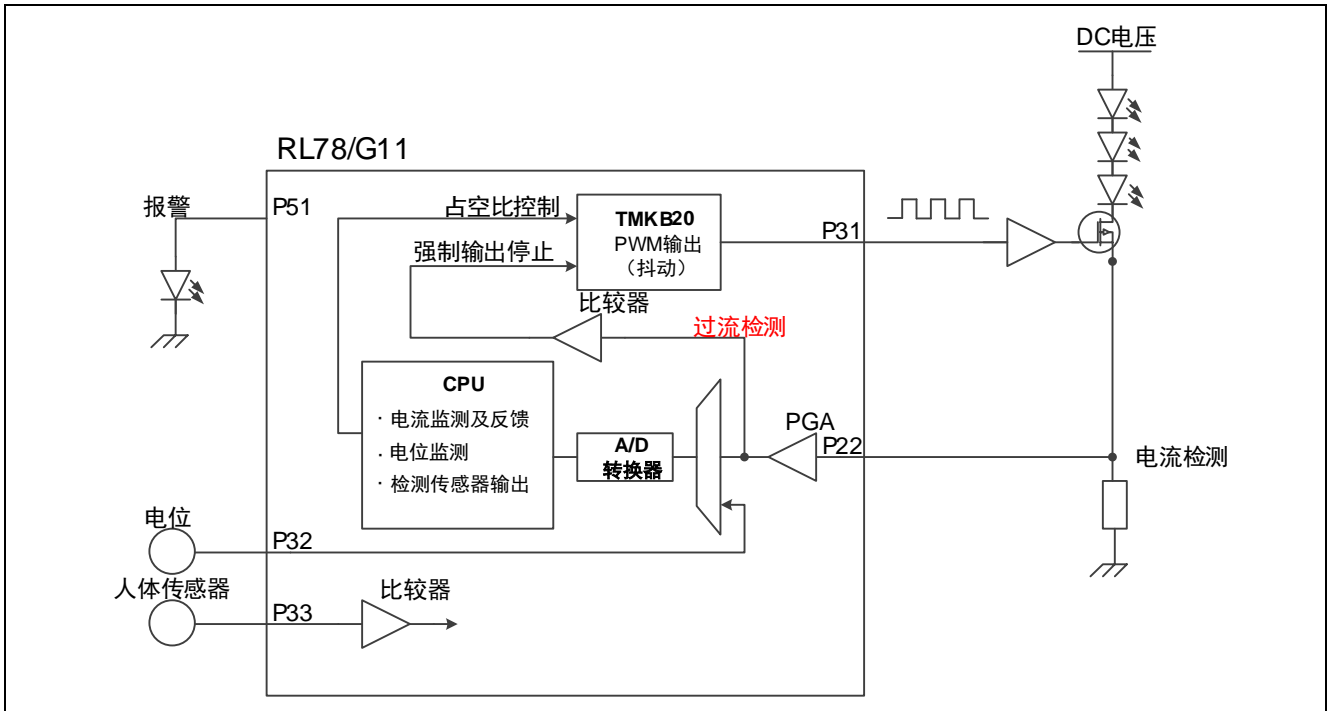 DC电压
RL78/G11
报警
P51
占空比控制
TMKB20
PWM输出
（抖动）
P31
强制输出停止
比较器
过流检测
CPU
·电流监测及反馈
·电位监测
·检测传感器输出
A/D
转换器
PGA
P22
电流检测
电位
P32
人体传感器
P33
比较器